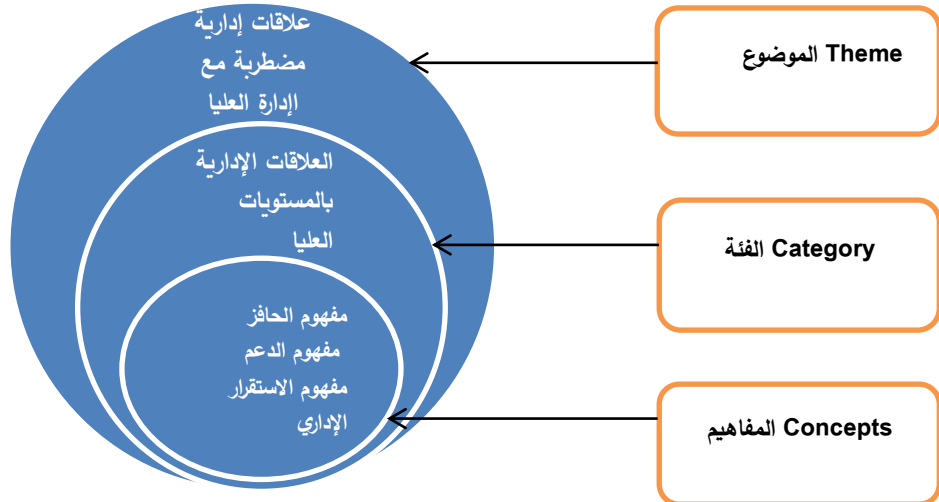 علاقات إدارية
مضطربة مع
اإدارة العليا
العلاقات الإدارية
بالمستويات
العليا
مفهوم الحافز
مفهوم الدعم
مفهوم الاستقرار
الإداري
الموضوع Theme
الفئة Category
المفاهيم Concepts